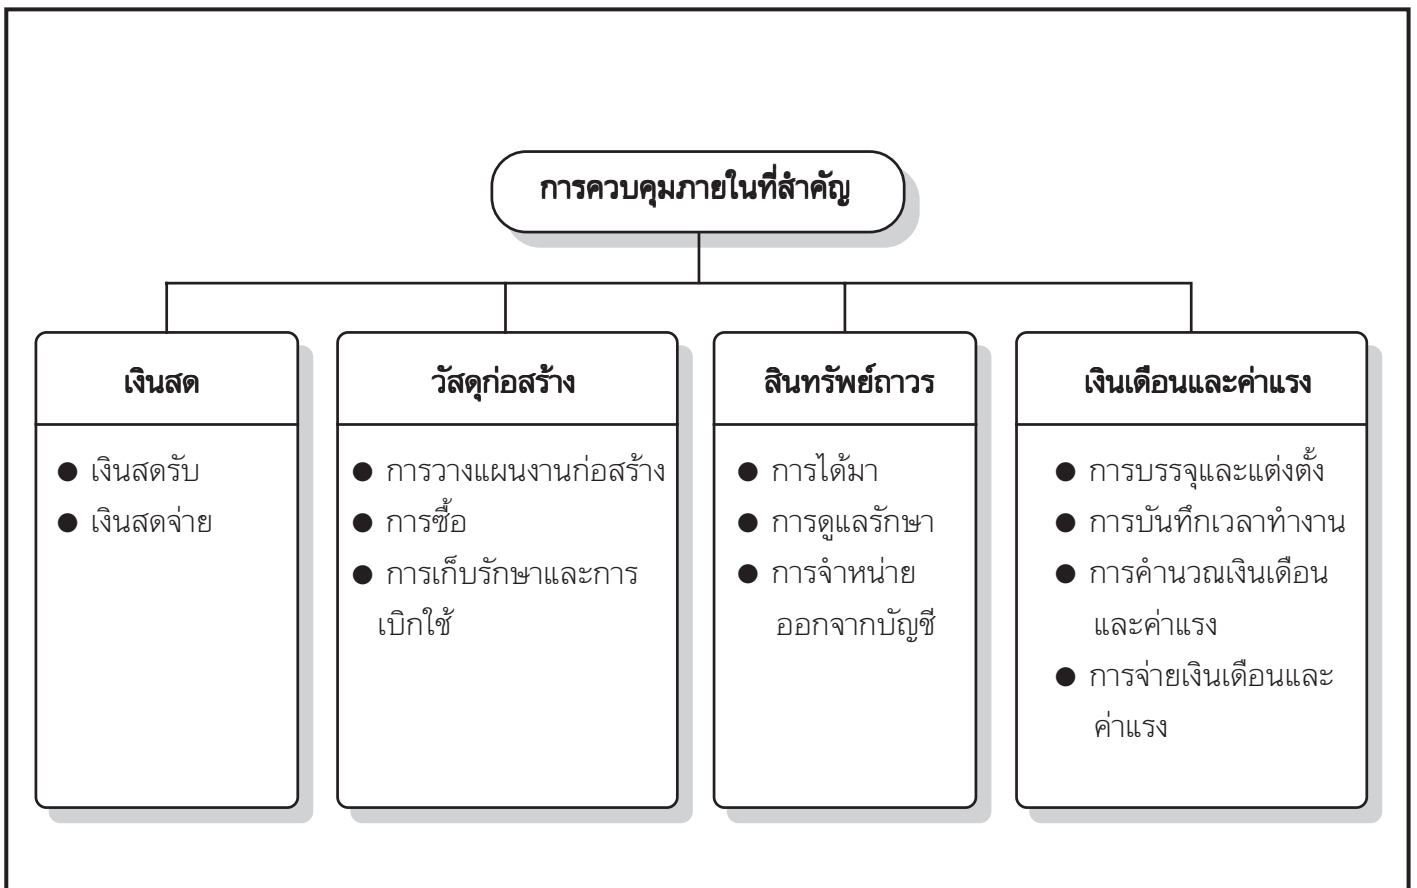 การควบคุมภายในที่สำคัญ
เงินสด
● เงินสดรับ
● เงินสดจ่าย
วัสดุก่อสร้าง
● การวางแผนงานก่อสร้าง
● การซื้อ
● การเก็บรักษาและการ
เบิกใช้
สินทรัพย์ถาวร
● การได้มา
● การดูแลรักษา
● การจำหน่าย
ออกจากบัญชี
เงินเดือนและค่าแรง
● การบรรจุและแต่งตั้ง
● การบันทึกเวลาทำงาน
● การคำนวณเงินเดือน
และค่าแรง
● การจ่ายเงินเดือนและ
ค่าแรง